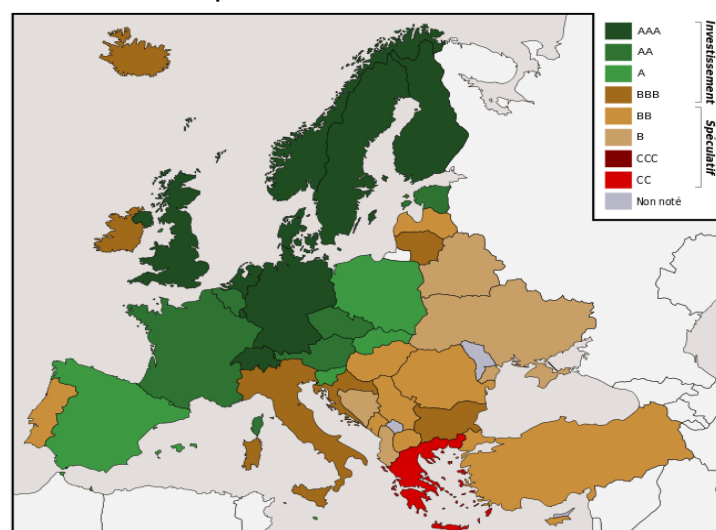 AAA
AA
A
BBB
BB
B
CCC
CC
Non noté
Investissement
Spéculatif